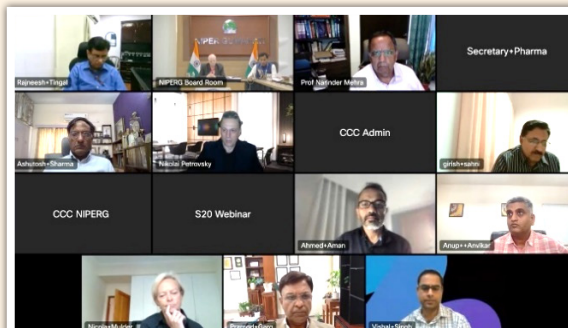 Rajneesh+Tingal
NIPERG Board Room
Prof Narinder Mehra
Secretary+Pharma
Ashutosh+Sharma
Nikolai Petrovsky
CCC Admin
girish+sahni
CCC NIPERG
S20 Webinar
Ahmed+Aman
Anup++Anvikar